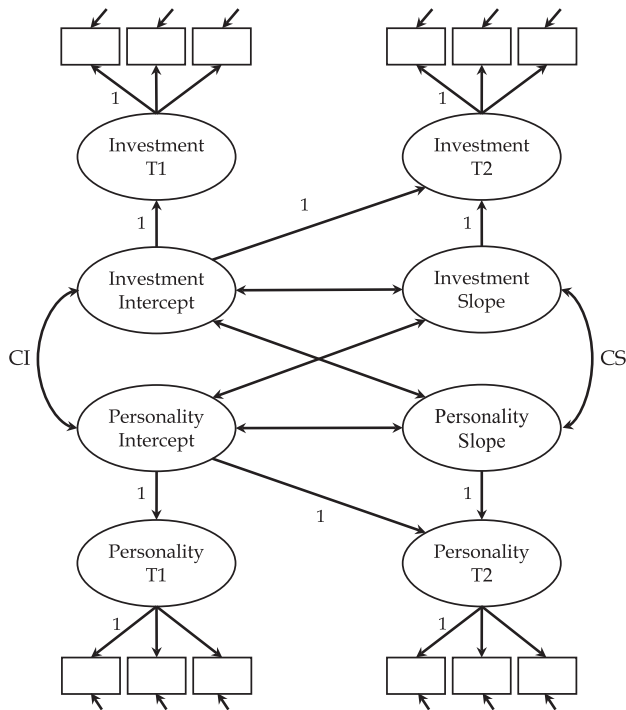 1
1
Investment
T1
Investment
T2
1
1
1
Investment
Intercept
Investment
Slope
CI
CS
Personality
Intercept
Personality
Slope
1
1
1
Personality
T1
Personality
T2
1
1